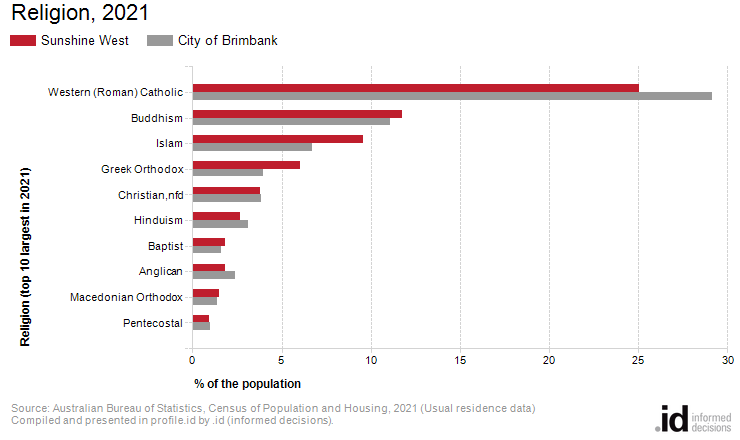 Religion, 2021
Sunshine West
City of Brimbank
Religion (top 10 largest in 2021)
Western (Roman) Catholic
Buddhism
Islam
Greek Orthodox
Christian,nfd
Hinduism
Baptist
Anglican
Macedonian Orthodox
Pentecostal
0 5 10 15 20 25 30
% of the population
Source: Australian Bureau of Statistics, Census of Population and Housing, 2021 (Usual residence data)
Compiled and presented in profile.id by .id (informed decisions).
.id informed
decisions